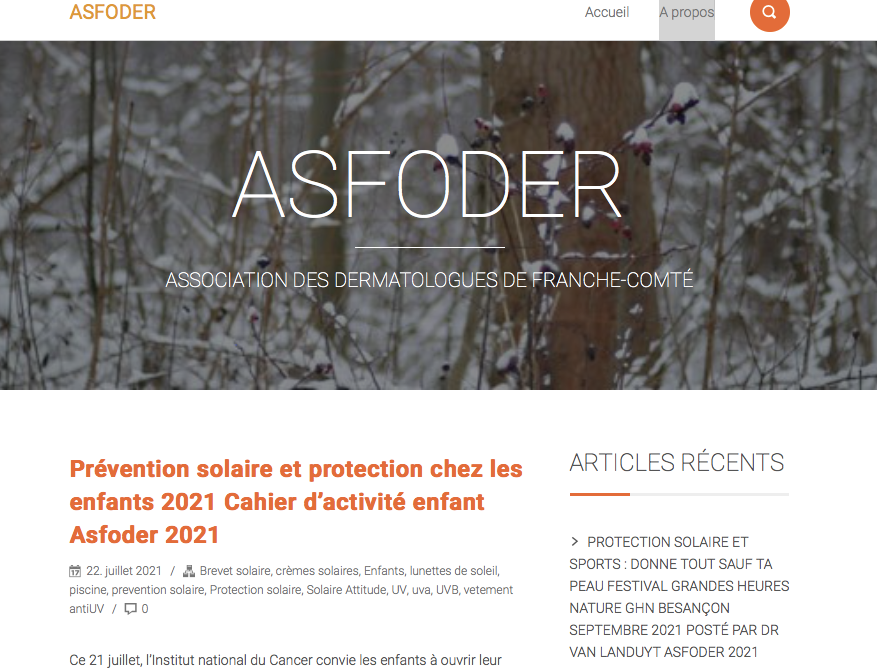 ASFODER
Accueil
A propos
ASFODER
ASSOCIATION DES DERMATOLOGUES DE FRANCHE-COMTÉ
Prévention solaire et protection chez les
enfants 2021 Cahier d’activité enfant
Asfoder 2021
22. juillet 2021 / Brevet solaire, crèmes solaires, Enfants, lunettes de soleil,
piscine, prevention solaire, Protection solaire, Solaire Attitude, UV, uva, UVB, vetement
antiUV / 0
Ce 21 juillet, l’Institut national du Cancer convie les enfants à ouvrir leur
ARTICLES RÉCENTS
PROTECTION SOLAIRE ET
SPORTS : DONNE TOUT SAUF TA
PEAU FESTIVAL GRANDES HEURES
NATURE GHN BESANÇON
SEPTEMBRE 2021 POSTÉ PAR DR
VAN LANDUYT ASFODER 2021